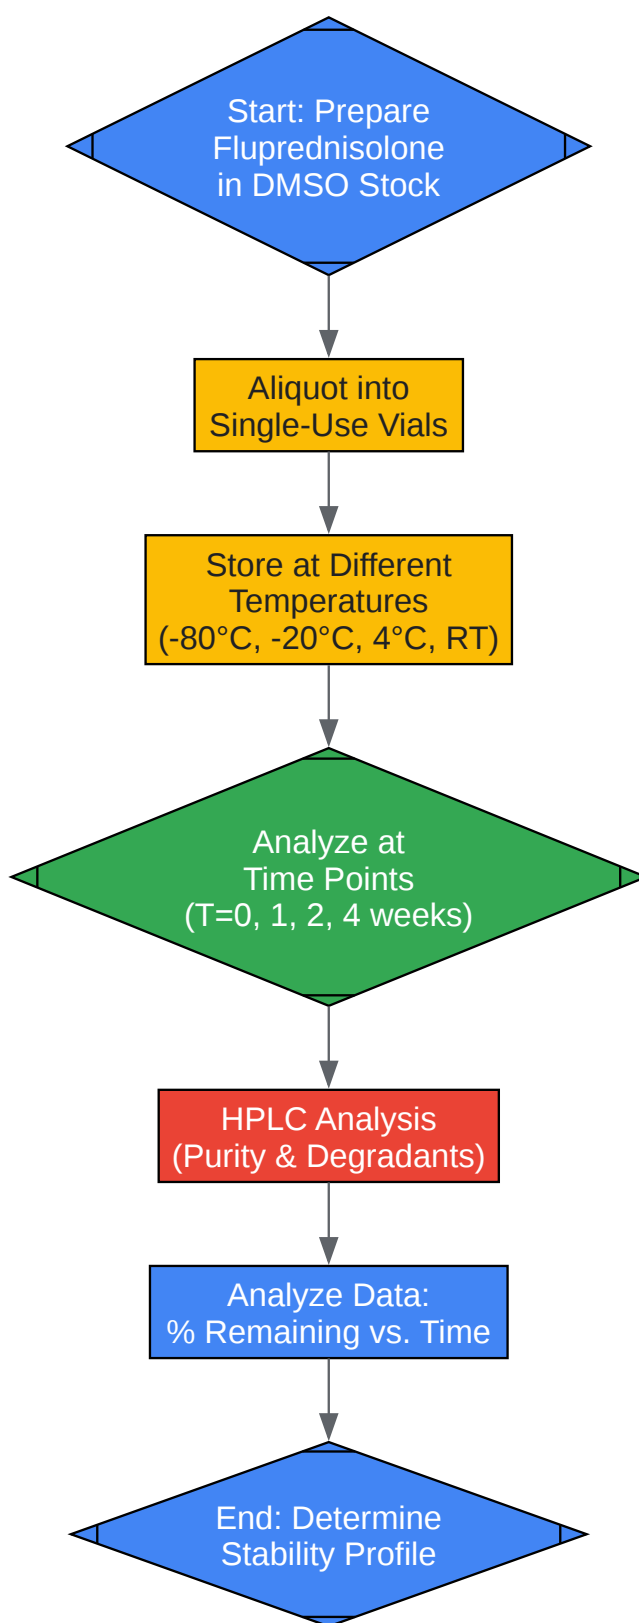 Start: Prepare
Fluprednisolone
in DMSO Stock
Aliquot into
Single-Use Vials
Store at Different
Temperatures
(-80°C, -20°C, 4°C, RT)
Analyze at
Time Points
(T=0, 1, 2, 4 weeks)
HPLC Analysis
(Purity & Degradants)
Analyze Data:
% Remaining vs. Time
End: Determine
Stability Profile